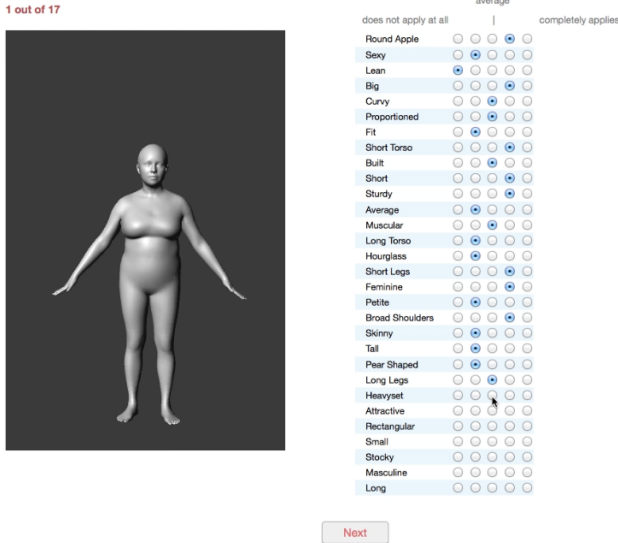 average
1 out of 17
does not apply at all | completely applies
Round Apple
Sexy
Lean
Big
Curvy
Proportioned
Fit
Short Torso
Built
Short
Sturdy
Average
Muscular
Long Torso
Hourglass
Short Legs
Feminine
Petite
Broad Shoulders
Skinny
Tall
Pear Shaped
Long Legs
Heavyset
Attractive
Rectangular
Small
Stocky
Masculine
Long
Next